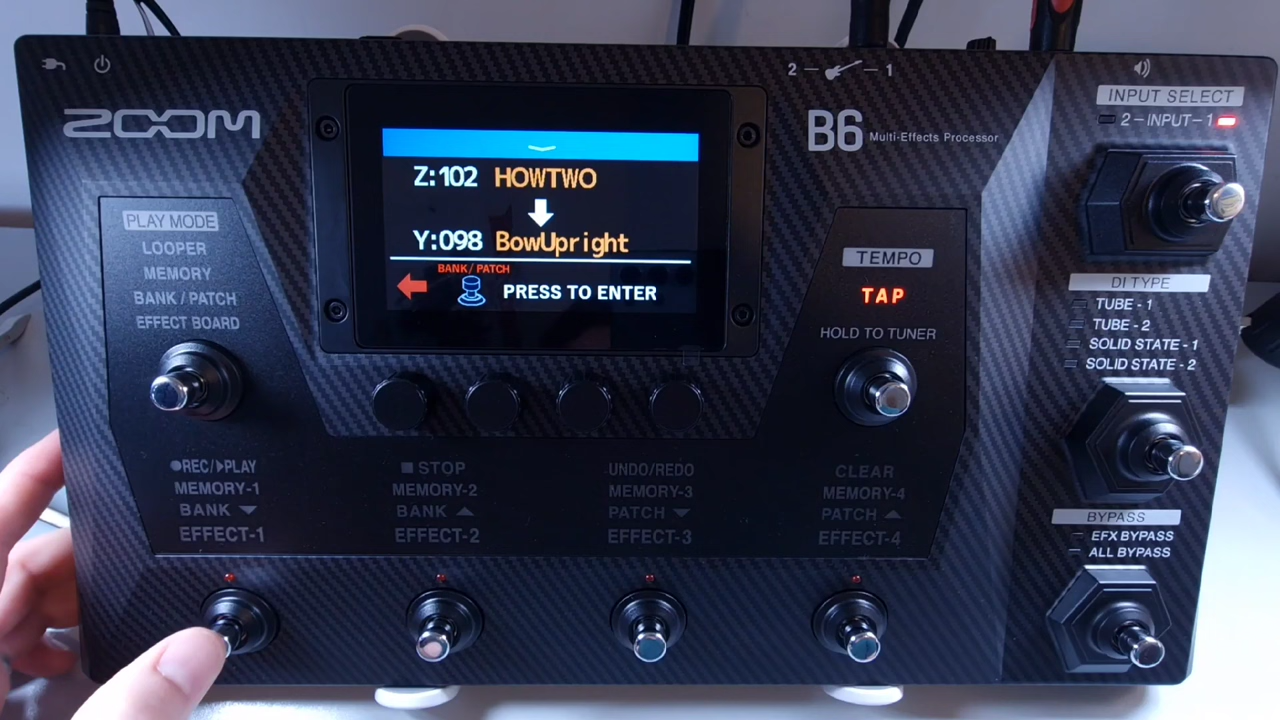 ZOOM
2 – 1
B6 Multi-Effects Processor
INPUT SELECT
2 – INPUT – 1
Z:102 HOWTWO
Y:098 BowUpright
BANK / PATCH
PRESS TO ENTER
PLAY MODE
LOOPER
MEMORY
BANK / PATCH
EFFECT BOARD
TEMPO
TAP
HOLD TO TUNER
DI TYPE
TUBE - 1
TUBE - 2
SOLID STATE - 1
SOLID STATE - 2
●REC/▶PLAY
MEMORY-1
BANK ▼
EFFECT-1
■ STOP
MEMORY-2
BANK ▲
EFFECT-2
UNDO/REDO
MEMORY-3
PATCH ▼
EFFECT-3
CLEAR
MEMORY-4
PATCH ▲
EFFECT-4
BYPASS
EFX BYPASS
ALL BYPASS